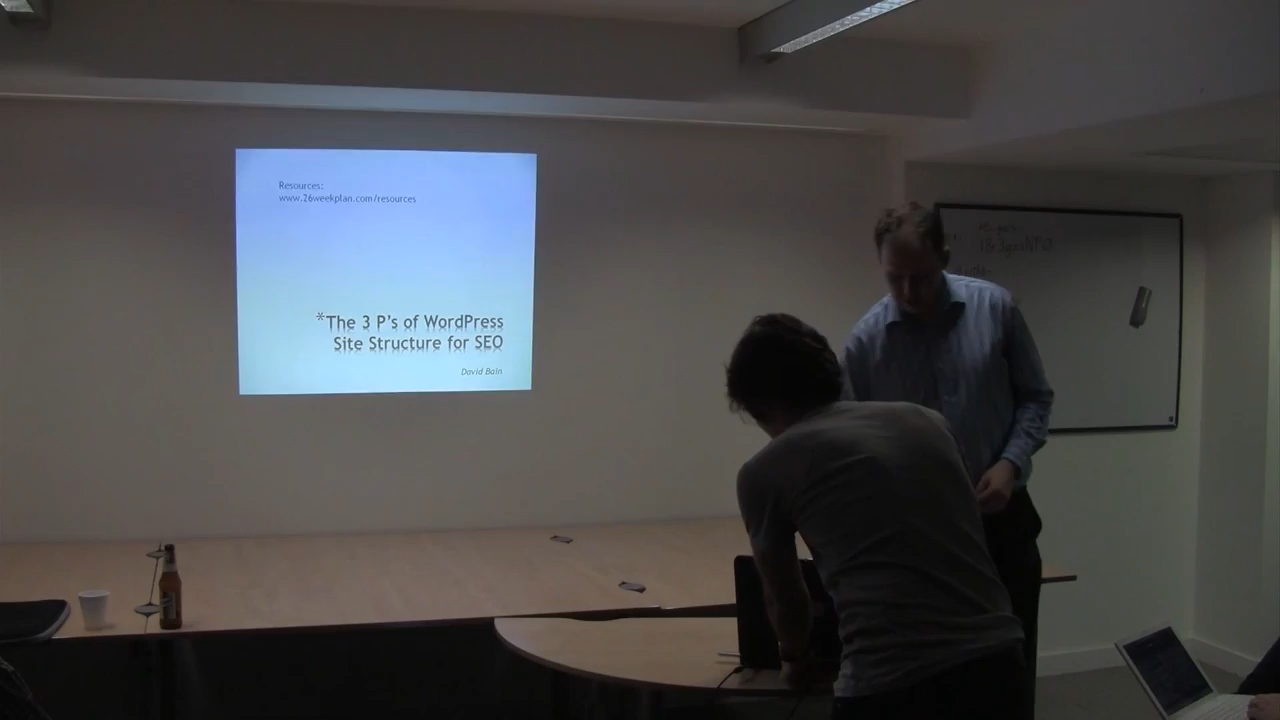 Resources:
www.26weekplan.com/resources
*The 3 P's of WordPress
Site Structure for SEO
David Bain